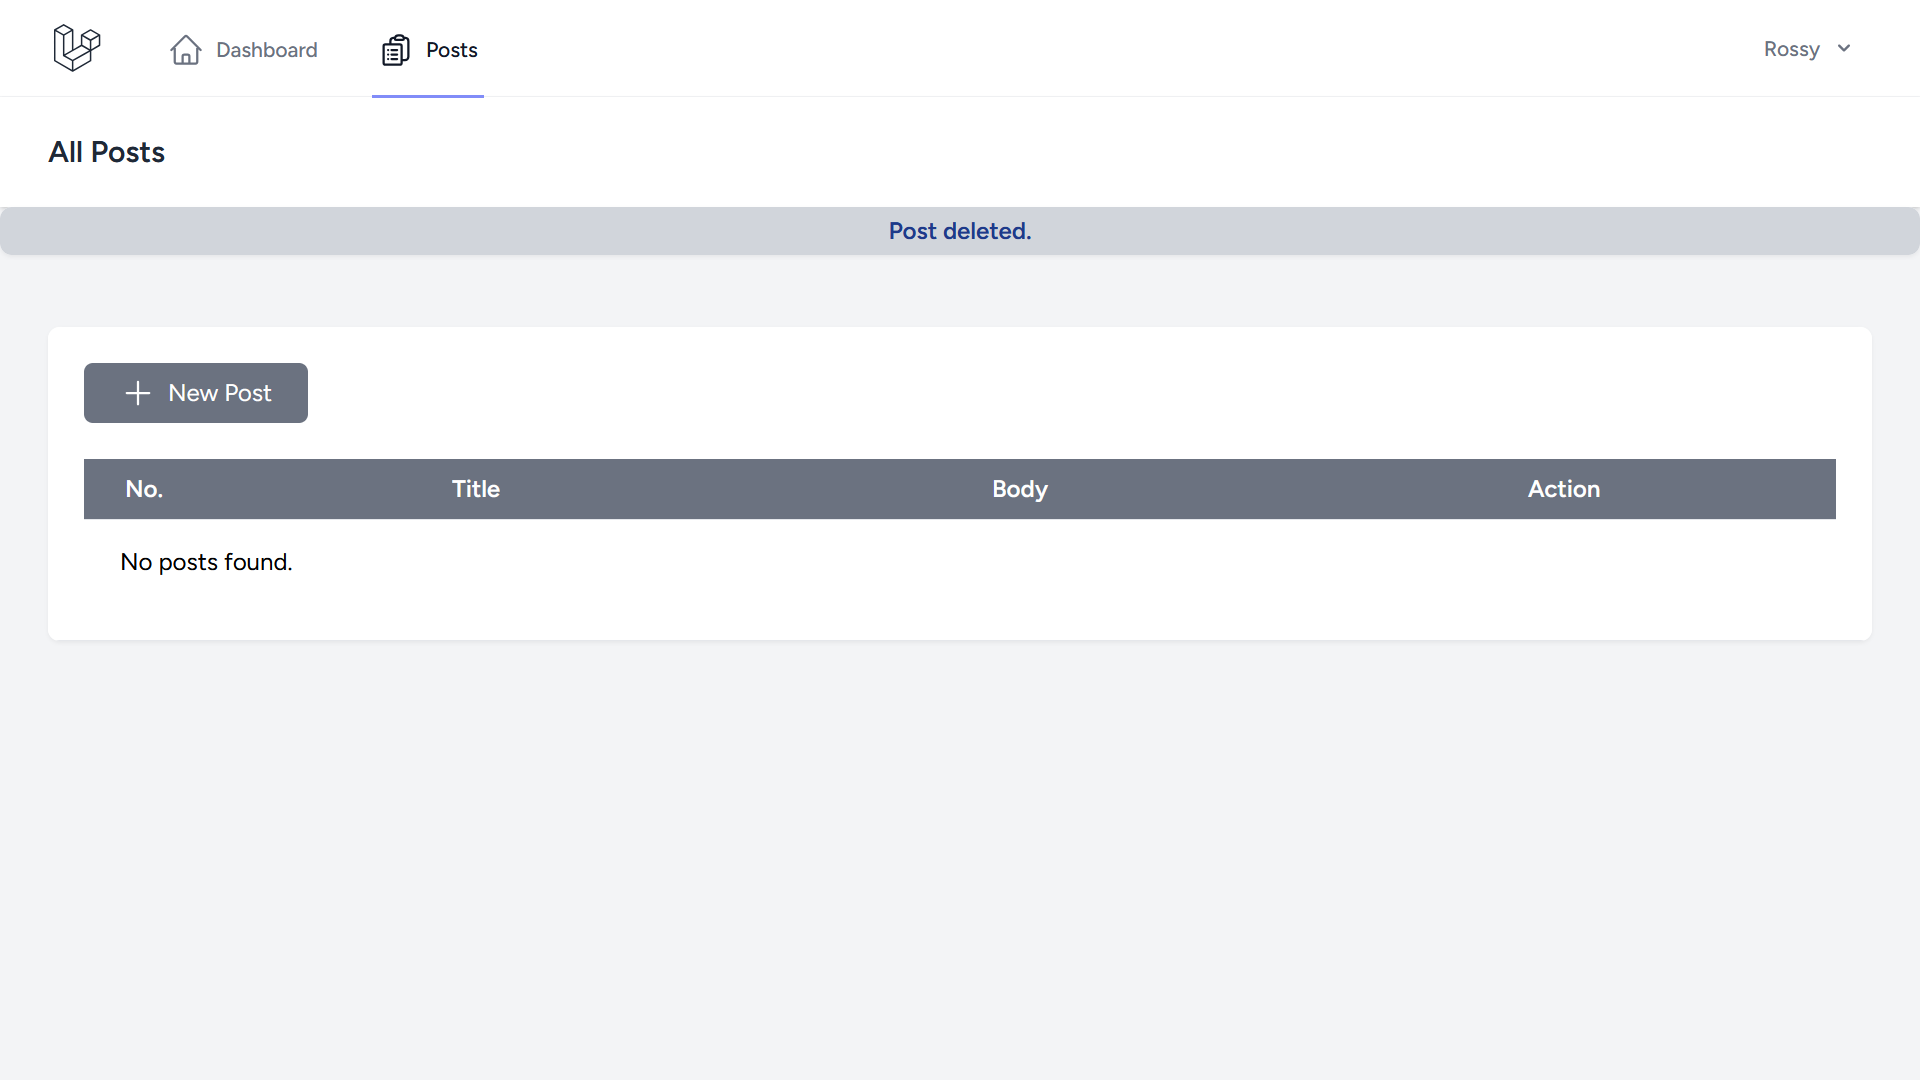 Dashboard
Posts
Rossy
All Posts
Post deleted.
New Post
No. Title Body Action
No posts found.